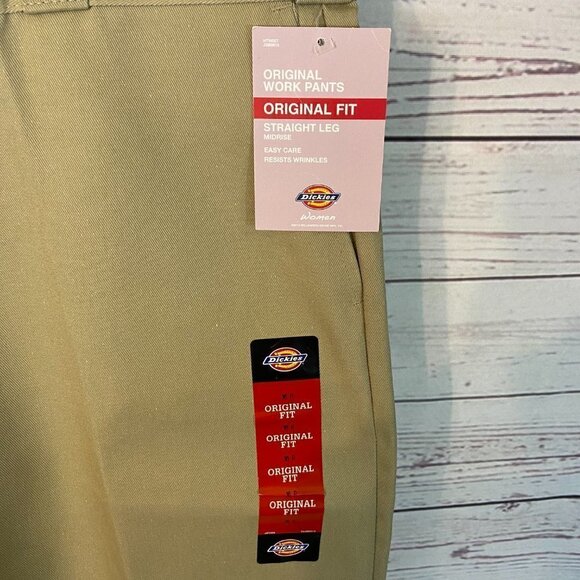 ORIGINAL
WORK PANTS
ORIGINAL FIT
STRAIGHT LEG
MIDRISE
EASY CARE
RESISTS WRINKLES
Dickies
Women
Dickies
ORIGINAL
FIT
ORIGINAL
FIT
ORIGINAL
FIT
ORIGINAL
FIT
Dickies